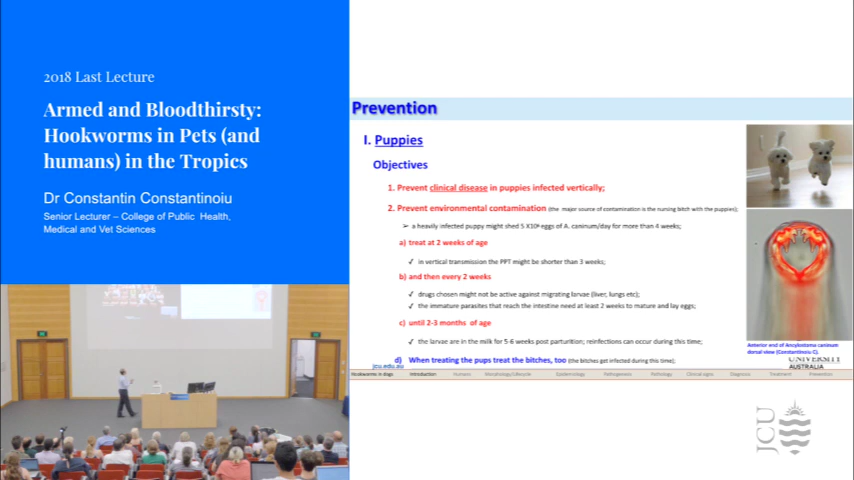 2018 Last Lecture
Armed and Bloodthirsty:
Hookworms in Pets (and
humans) in the Tropics
Dr Constantin Constantinoiu
Senior Lecturer – College of Public Health,
Medical and Vet Sciences
Prevention
I. Puppies
Objectives
1. Prevent clinical disease in puppies infected vertically;
2. Prevent environmental contamination (the major source of contamination is the nursing bitch with the puppies);
➢ a heavily infected puppy might shed 5 X10⁶ eggs of A. caninum/day for more than 4 weeks;
a) treat at 2 weeks of age
✓ in vertical transmission the PPT might be shorter than 3 weeks;
b) and then every 2 weeks
✓ drugs chosen might not be active against migrating larvae (liver, lungs etc);
✓ the immature parasites that reach the intestine need at least 2 weeks to mature and lay eggs;
c) until 2-3 months of age
✓ the larvae are in the milk for 5-6 weeks post parturition; reinfections can occur during this time;
d) When treating the pups treat the bitches, too (the bitches get infected during this time);
Anterior end of Ancylostoma caninum
dorsal view (Constantinoiu C).
jcu.edu.au
UNIVERSITY
AUSTRALIA
Hookworms in dogs Introduction Humans Morphology/Lifecycle Epidemiology Pathogenesis Pathology Clinical signs Diagnosis Treatment Prevention
JCU